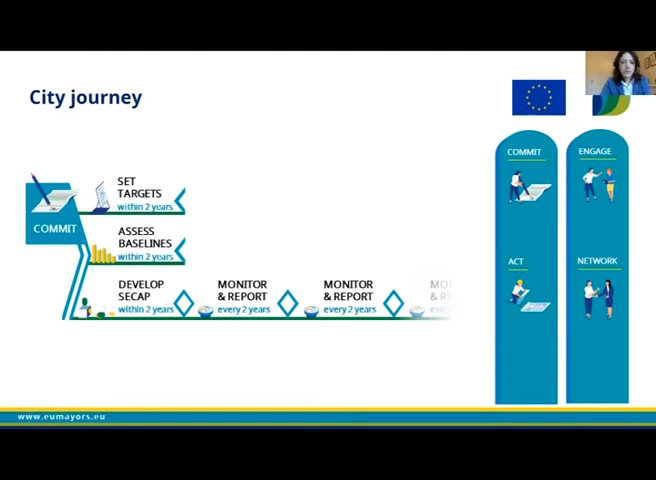 City journey
COMMIT
SET
TARGETS
within 2 years
ASSESS
BASELINES
within 2 years
DEVELOP
SECAP
within 2 years
MONITOR
& REPORT
every 2 years
MONITOR
& REPORT
every 2 years
MO
& RE
COMMIT
ENGAGE
ACT
NETWORK
www.eumayors.eu